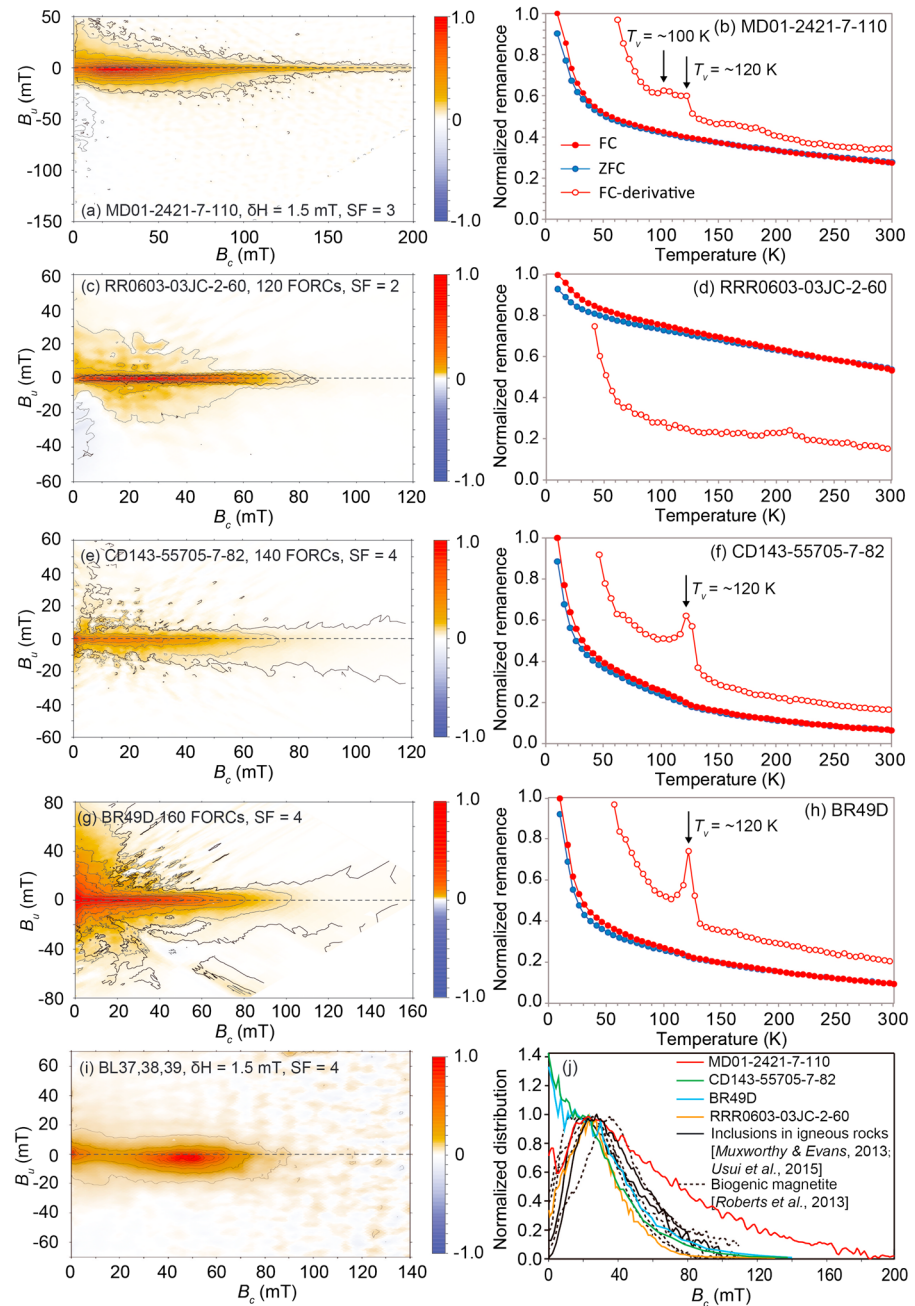 50
0
-50
-100
-150
B_u (mT)
(a) MD01-2421-7-110, δH = 1.5 mT, SF = 3
0 50 100 150 200
B_c (mT)
1.0
0
-1.0
(b) MD01-2421-7-110
T_v = ~100 K
T_v = ~120 K
FC
ZFC
FC-derivative
1.0
0.8
0.6
0.4
0.2
0.0
Normalized remanence
0 50 100 150 200 250 300
Temperature (K)
(c) RR0603-03JC-2-60, 120 FORCs, SF = 2
60
40
20
0
-20
-40
-60
B_u (mT)
0 20 40 60 80 100 120
B_c (mT)
1.0
0
-1.0
(d) RRR0603-03JC-2-60
1.0
0.8
0.6
0.4
0.2
0.0
Normalized remanence
0 50 100 150 200 250 300
Temperature (K)
(e) CD143-55705-7-82, 140 FORCs, SF = 4
60
40
20
0
-20
-40
-60
B_u (mT)
0 20 40 60 80 100 120
B_c (mT)
1.0
0
-1.0
(f) CD143-55705-7-82
T_v = ~120 K
1.0
0.8
0.6
0.4
0.2
0.0
Normalized remanence
0 50 100 150 200 250 300
Temperature (K)
(g) BR49D, 160 FORCs, SF = 4
80
40
20
0
-20
-40
-80
B_u (mT)
0 20 40 60 80 100 120 140 160
B_c (mT)
1.0
0
-1.0
(h) BR49D
T_v = ~120 K
1.0
0.8
0.6
0.4
0.2
0.0
Normalized remanence
0 50 100 150 200 250 300
Temperature (K)
(i) BL37,38,39, δH = 1.5 mT, SF = 4
60
40
20
0
-20
-40
-60
B_u (mT)
0 20 40 60 80 100 120 140
B_c (mT)
1.0
0
-1.0
(j)
MD01-2421-7-110
CD143-55705-7-82
BR49D
RRR0603-03JC-2-60
Inclusions in igneous rocks
[Muxworthy & Evans, 2013;
Usui et al., 2015]
Biogenic magnetite
[Roberts et al., 2013]
1.4
1.2
1.0
0.8
0.6
0.4
0.2
0.0
Normalized distribution
0 40 80 120 160 200
B_c (mT)